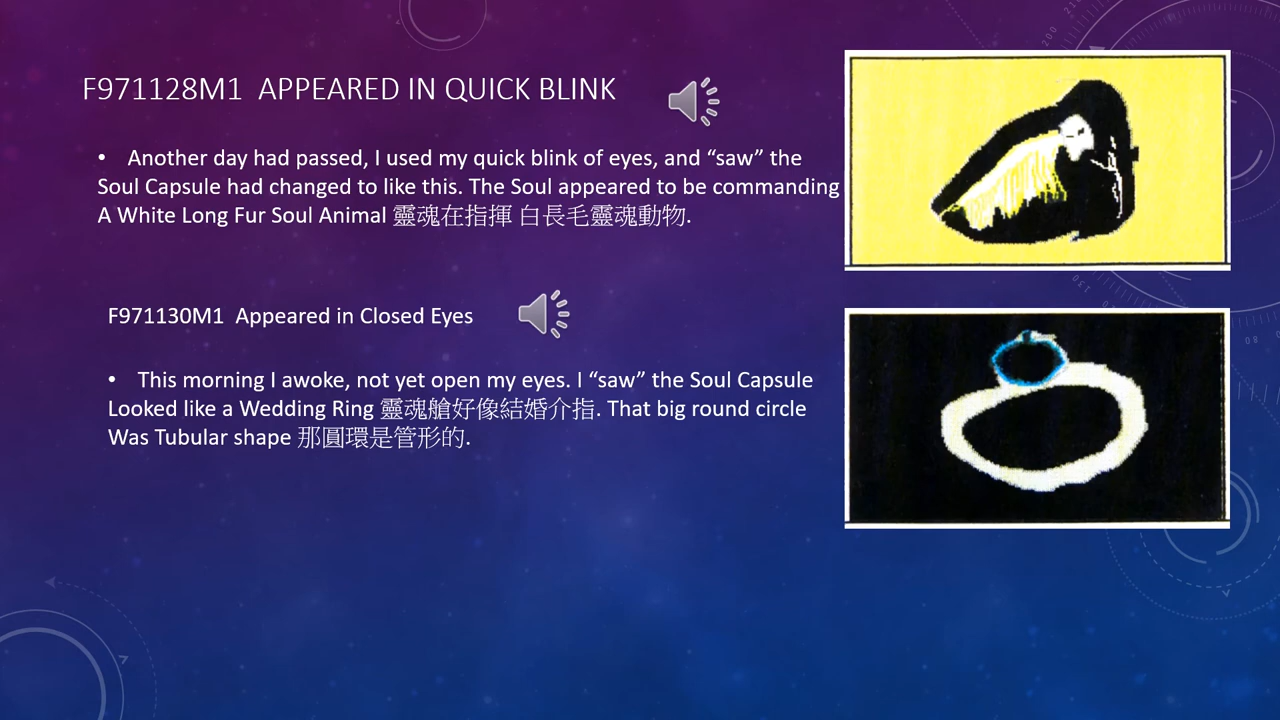 F971128M1 APPEARED IN QUICK BLINK
• Another day had passed, I used my quick blink of eyes, and “saw” the
Soul Capsule had changed to like this. The Soul appeared to be commanding
A White Long Fur Soul Animal 靈魂在指揮 白長毛靈魂動物.
F971130M1 Appeared in Closed Eyes
• This morning I awoke, not yet open my eyes. I “saw” the Soul Capsule
Looked like a Wedding Ring 靈魂艙好像結婚介指. That big round circle
Was Tubular shape 那圓環是管形的.